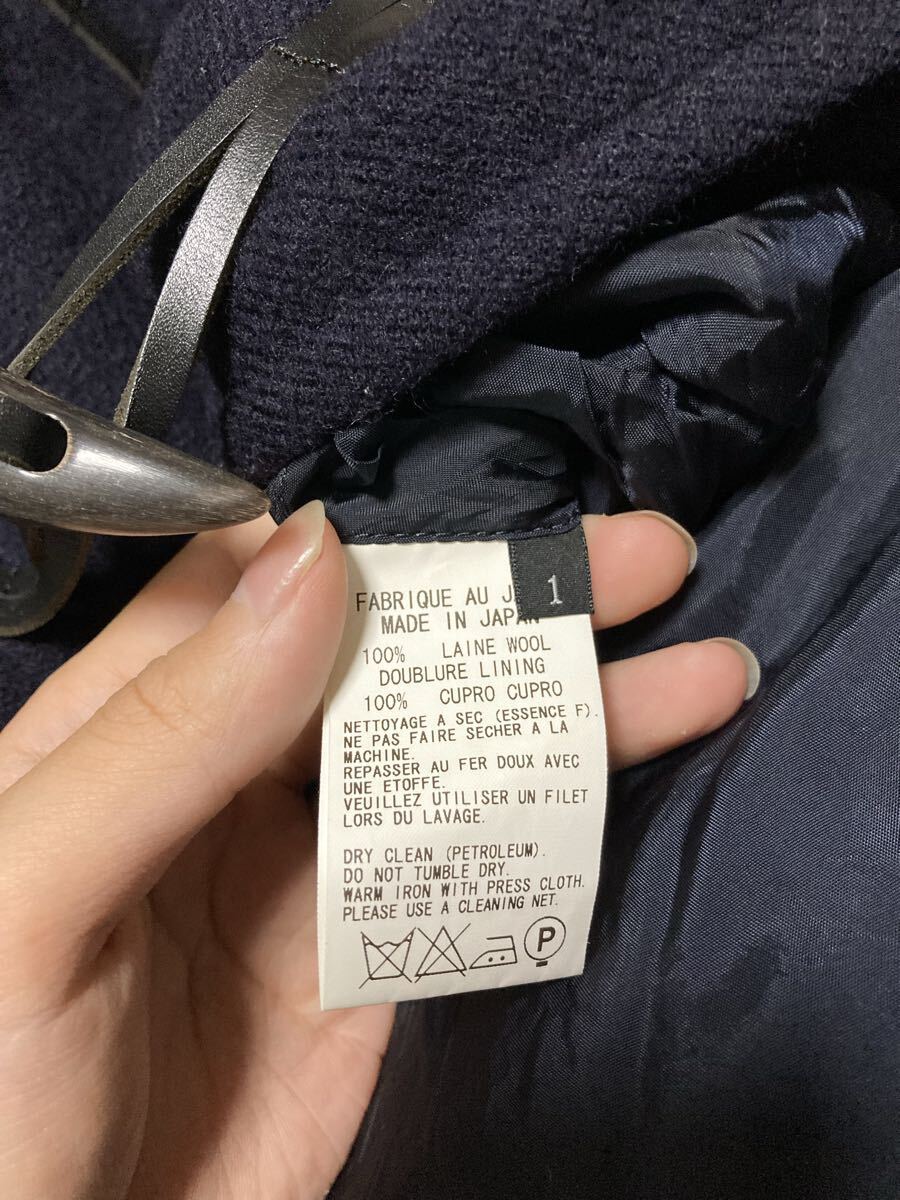 FABRIQUE AU
1
MADE IN JAPAN
100% LAINE WOOL
DOUBLURE LINING
100% CUPRO CUPRO
NETTOYAGE A SEC (ESSENCE F).
NE PAS FAIRE SECHER A LA
MACHINE.
REPASSER AU FER DOUX AVEC
UNE ETOFFE.
VEUILLEZ UTILISER UN FILET
LORS DU LAVAGE.
DRY CLEAN (PETROLEUM).
DO NOT TUMBLE DRY.
WARM IRON WITH PRESS CLOTH.
PLEASE USE A CLEANING NET.
P